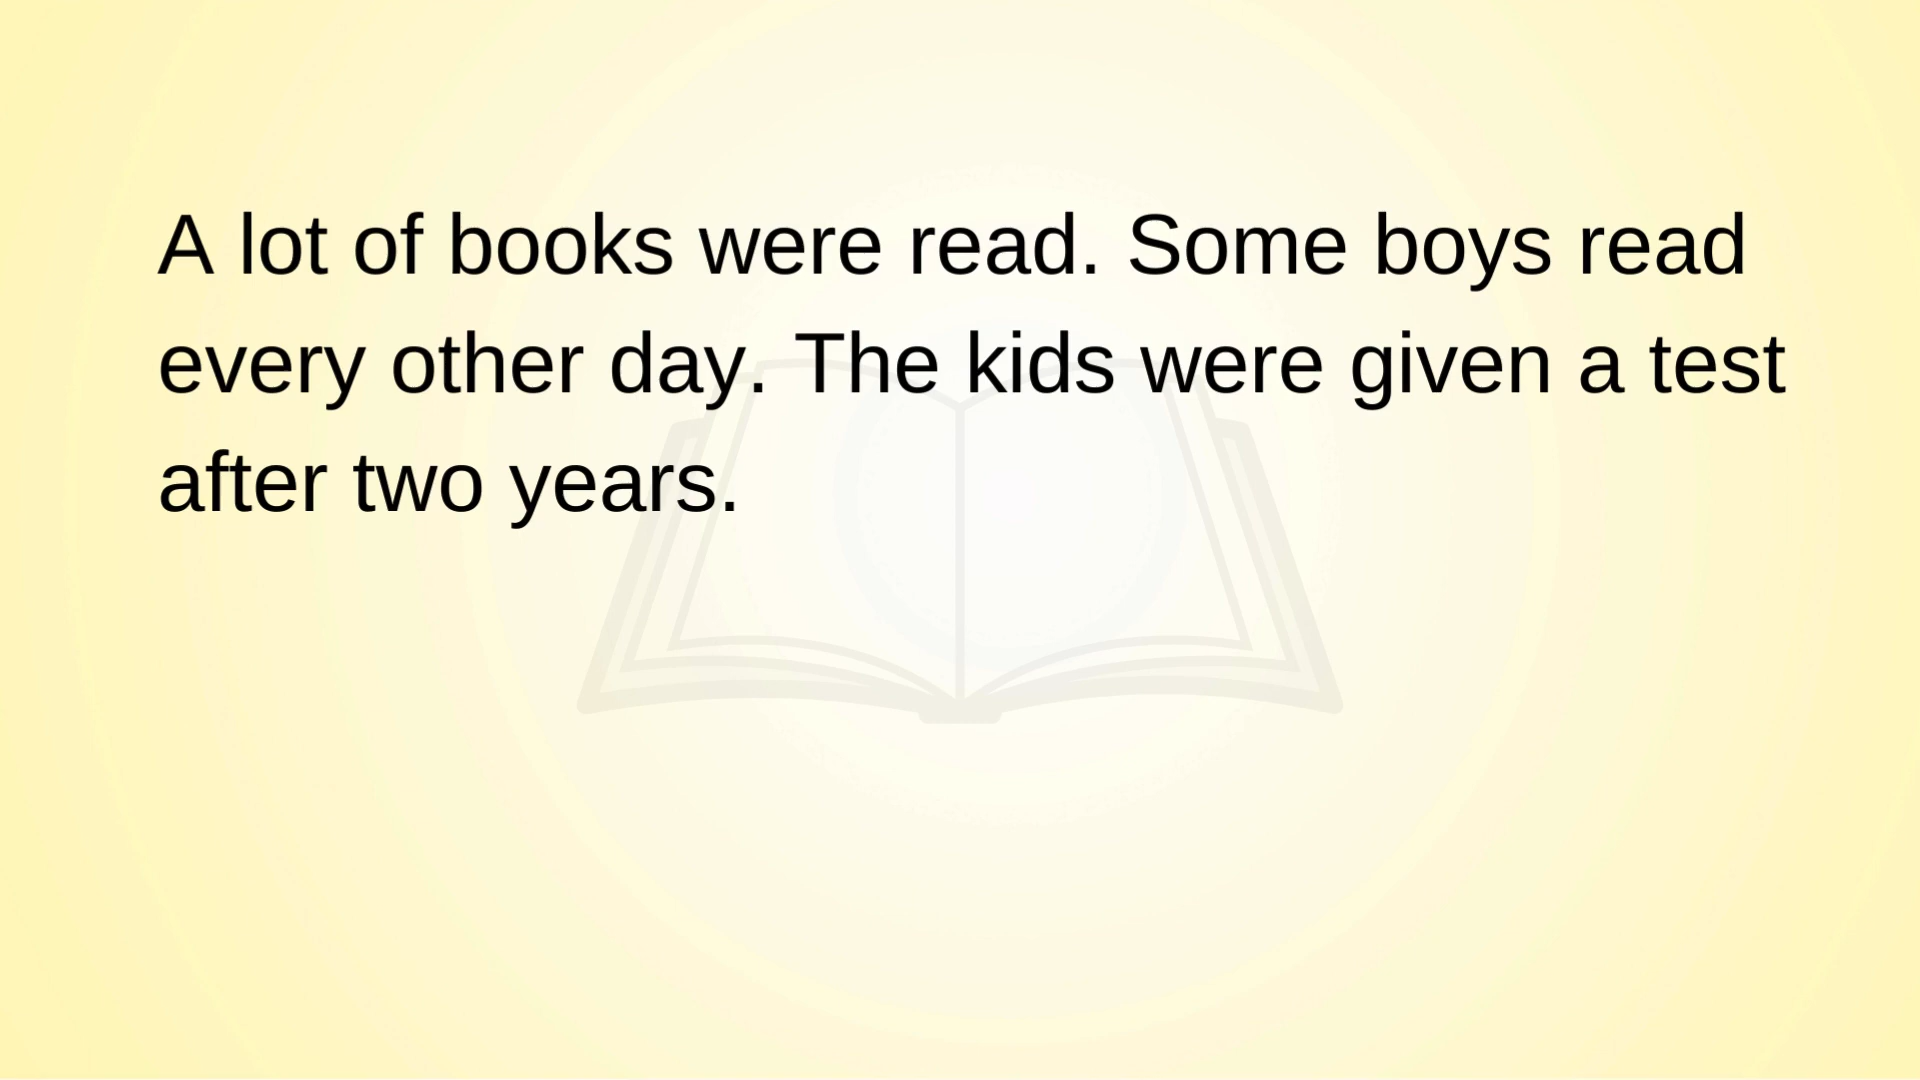 A lot of books were read. Some boys read
every other day. The kids were given a test
after two years.